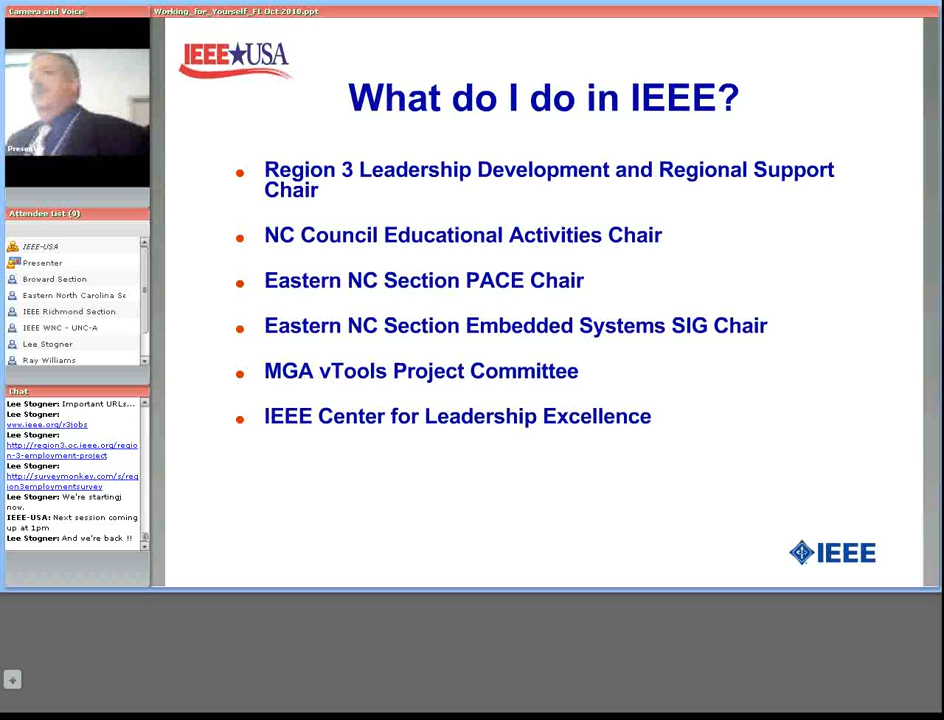 Camera and Voice
Working_for_Yourself_FL Oct 2010.ppt
Attendee List (9)
IEEE-USA
Presenter
Broward Section
Eastern North Carolina Se
IEEE Richmond Section
IEEE WNC - UNC-A
Lee Stogner
Ray Williams
Chat
Lee Stogner: Important URLs...
Lee Stogner:
www.ieee.org/r3jobs
Lee Stogner:
http://region3.oc.ieee.org/regio
n-3-employment-project
Lee Stogner:
http://surveymonkey.com/s/reg
ion3employmentsurvey
Lee Stogner: We're startingj
now.
IEEE-USA: Next session coming
up at 1pm
Lee Stogner: And we're back !!
IEEE★USA
What do I do in IEEE?
• Region 3 Leadership Development and Regional Support
Chair
• NC Council Educational Activities Chair
• Eastern NC Section PACE Chair
• Eastern NC Section Embedded Systems SIG Chair
• MGA vTools Project Committee
• IEEE Center for Leadership Excellence
IEEE